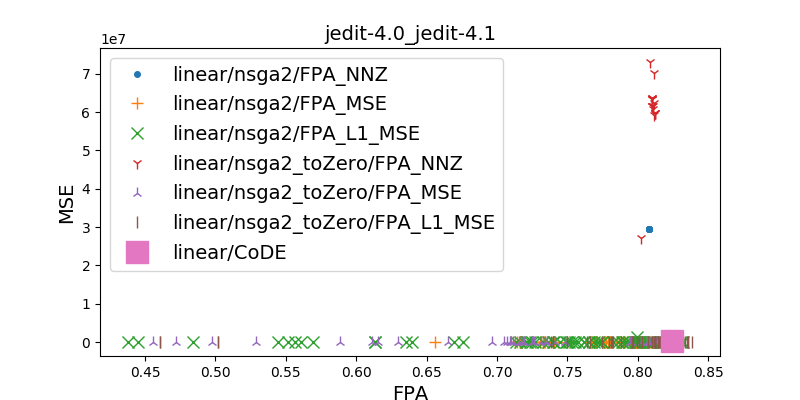 jedit-4.0_jedit-4.1
1e7
7
6
5
4
3
2
1
0
MSE
linear/nsga2/FPA_NNZ
linear/nsga2/FPA_MSE
linear/nsga2/FPA_L1_MSE
linear/nsga2_toZero/FPA_NNZ
linear/nsga2_toZero/FPA_MSE
linear/nsga2_toZero/FPA_L1_MSE
linear/CoDE
0.45 0.50 0.55 0.60 0.65 0.70 0.75 0.80 0.85
FPA